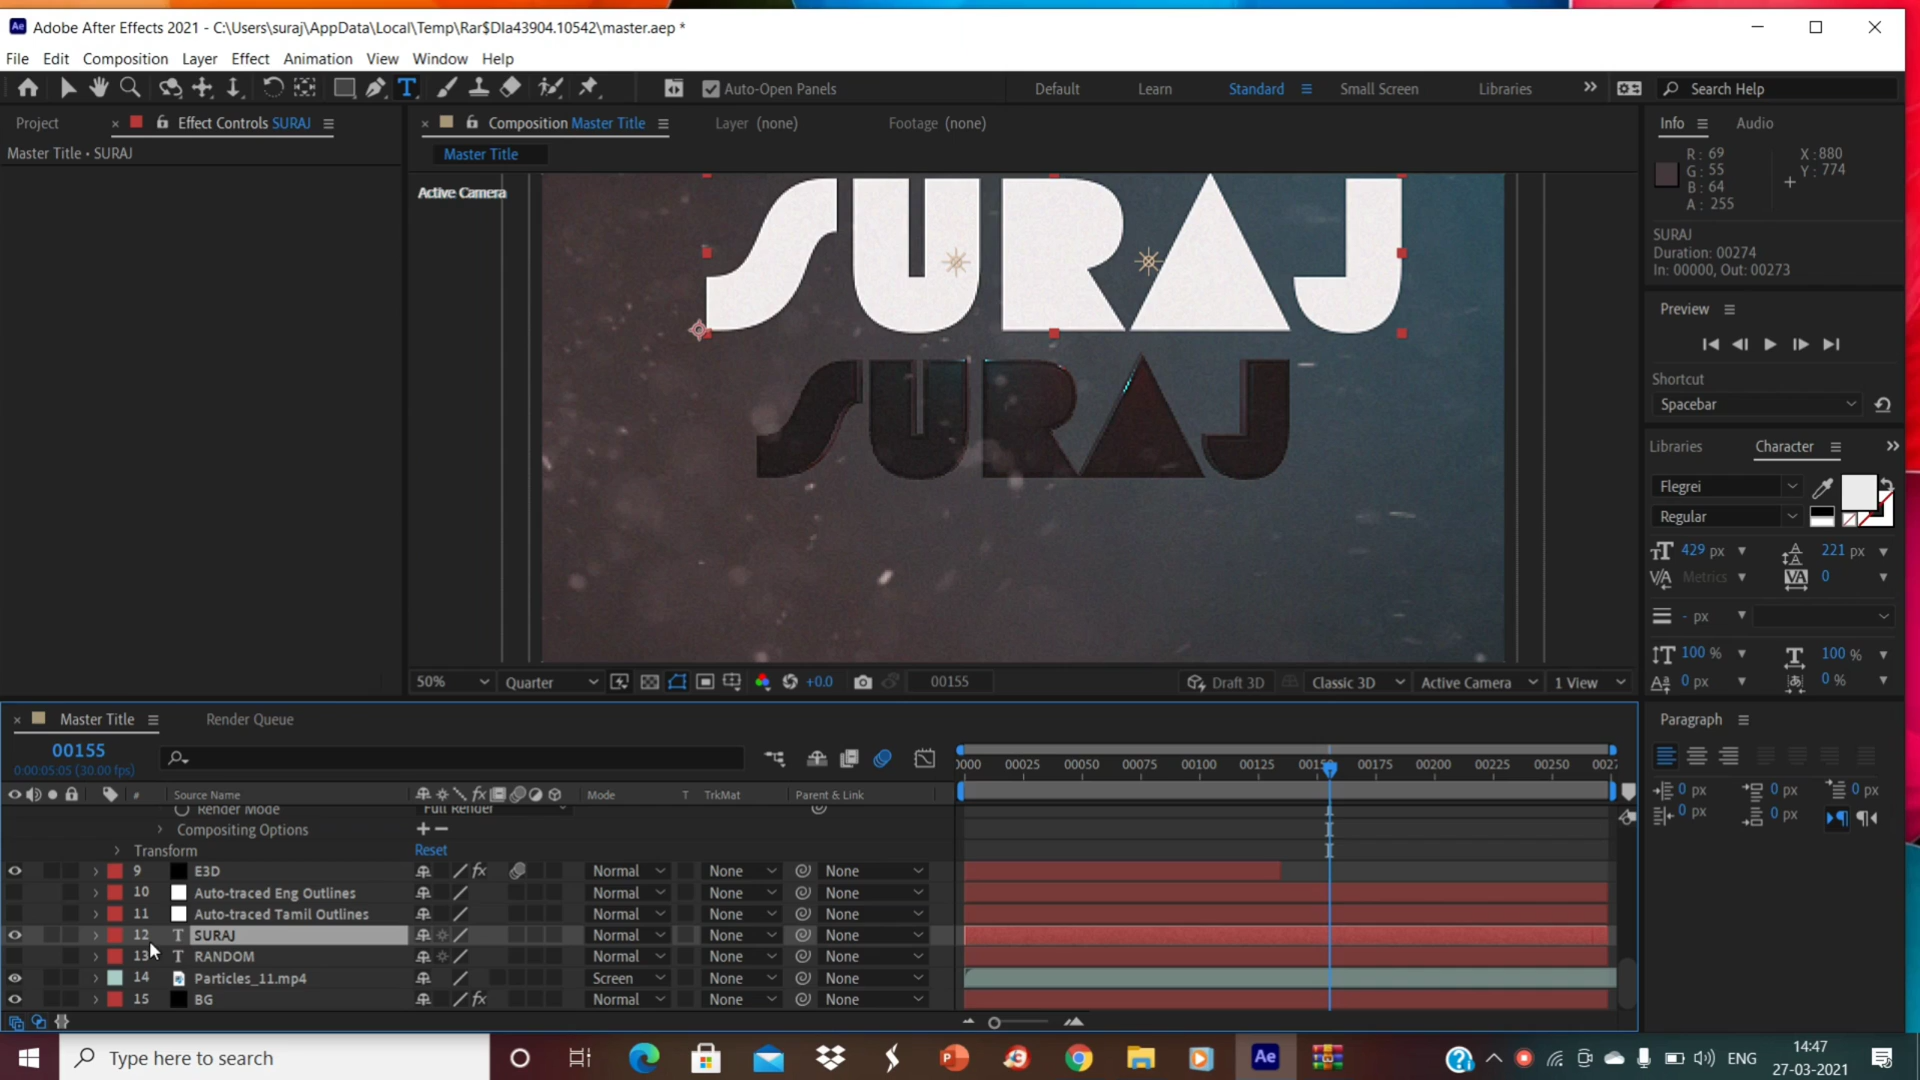 Adobe After Effects 2021 - C:\Users\suraj\AppData\Local\Temp\Rar$DIa43904.10542\master.aep *
File Edit Composition Layer Effect Animation View Window Help
Auto-Open Panels Default Learn Standard Small Screen Libraries Search Help
Project Effect Controls SURAJ Composition Master Title Layer (none) Footage (none) Info Audio
Master Title • SURAJ
Master Title
Active Camera
R: 69
G: 55
B: 64
A: 255
X: 880
Y: 774
SURAJ
Duration: 00274
In: 00000, Out: 00273
Preview
Shortcut
Spacebar
Libraries Character
Flegrei
Regular
429 px 221 px
Metrics 0
- px
100 % 100 %
0 px 0 %
SURAJ
SURAJ
50% Quarter +0.0 00155 Draft 3D Classic 3D Active Camera 1 View
Master Title Render Queue
Paragraph
0 px 0 px 0 px
0 px 0 px
00155
0:00:05:05 (30.00 fps)
0000 00025 00050 00075 00100 00125 00175 00200 00225 00250
# Source Name Mode T TrkMat Parent & Link
Render Mode Full Render
Compositing Options
Transform Reset
9 E3D Normal None None
10 Auto-traced Eng Outlines Normal None None
11 Auto-traced Tamil Outlines Normal None None
12 SURAJ Normal None None
13 RANDOM Normal None None
14 Particles_11.mp4 Screen None None
15 BG Normal None None
Type here to search
Ae
ENG
14:47
27-03-2021